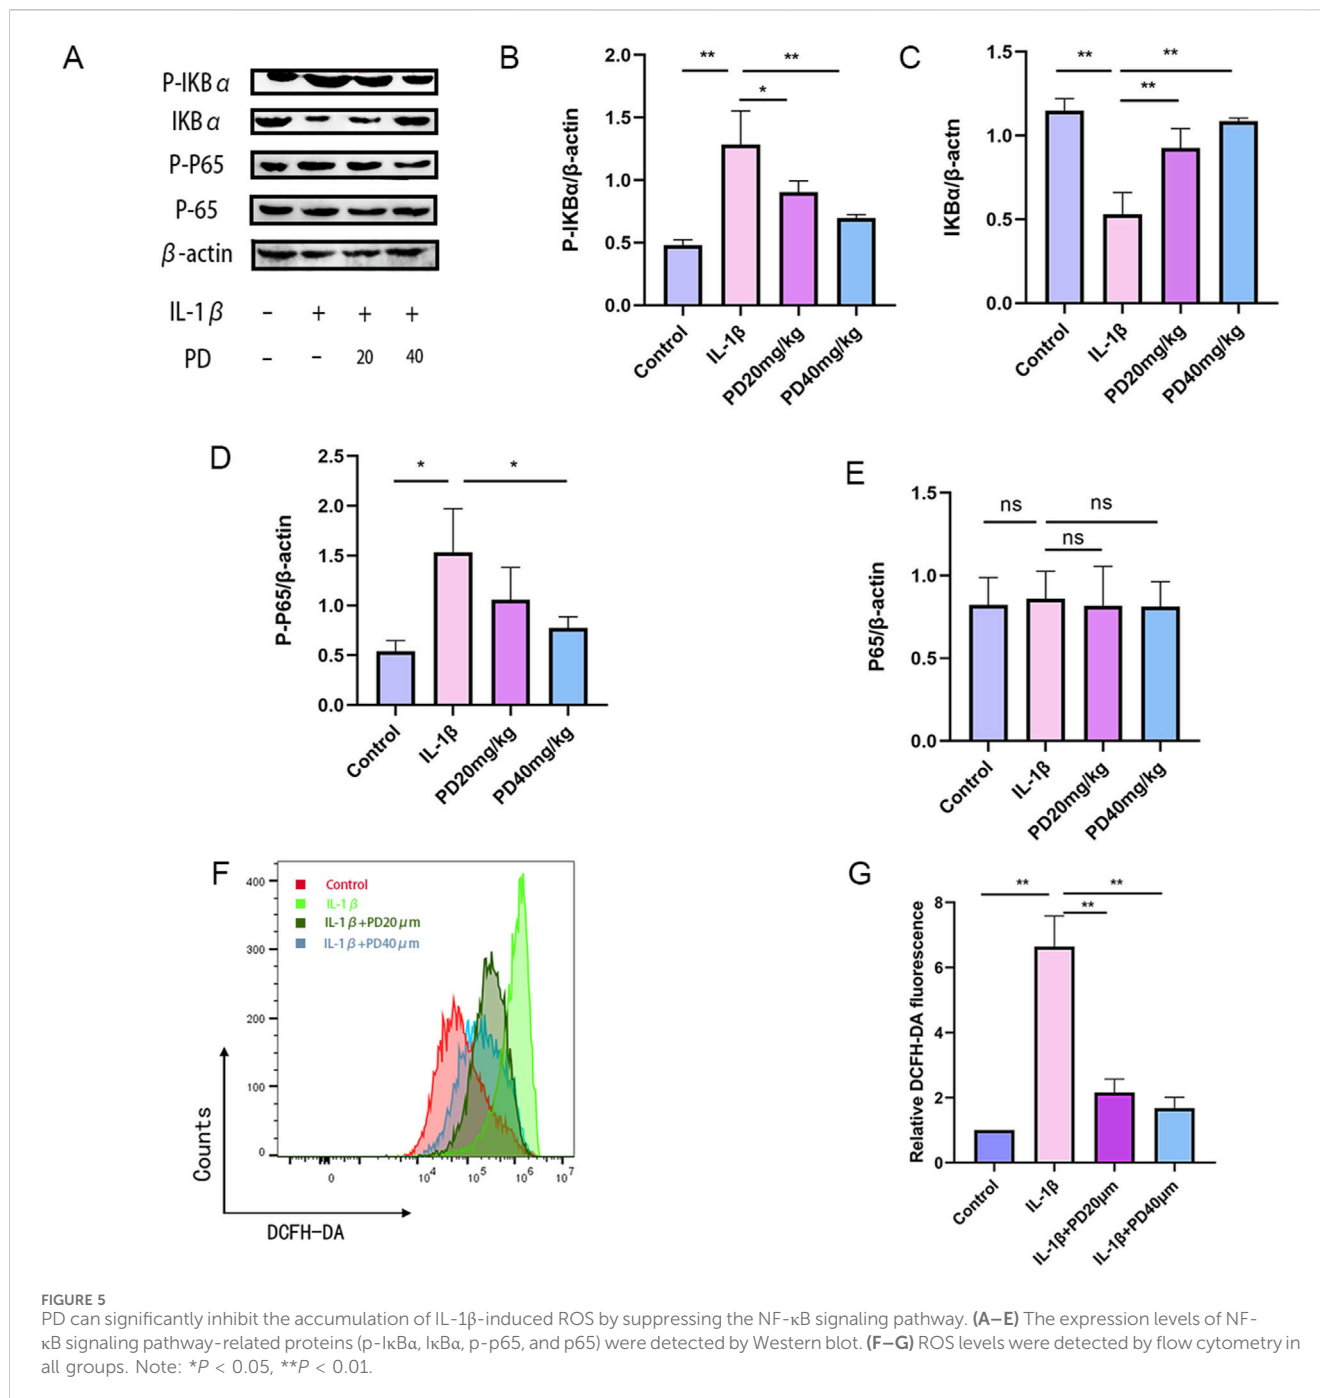 A
P-IKBα
IKBα
P-P65
P-65
β-actin
IL-1β - + + +
PD - - 20 40
B
P-IKBα/β-actin
2.0
1.5
1.0
0.5
0.0
** **
*
Control IL-1β PD20mg/kg PD40mg/kg
C
IKBα/β-actn
1.5
1.0
0.5
0.0
** **
**
Control IL-1β PD20mg/kg PD40mg/kg
D
P-P65/β-actin
2.5
2.0
1.5
1.0
0.5
0.0
* *
Control IL-1β PD20mg/kg PD40mg/kg
E
P65/β-actin
1.5
1.0
0.5
0.0
ns ns
ns
Control IL-1β PD20mg/kg PD40mg/kg
F
Control
IL-1β
IL-1β+PD20μm
IL-1β+PD40μm
400
300
200
100
0
0 10⁴ 10⁵ 10⁶ 10⁷
Counts
DCFH-DA
G
Relative DCFH-DA fluorescence
8
6
4
2
0
** **
**
Control IL-1β IL-1β+PD20μm IL-1β+PD40μm
FIGURE 5
PD can significantly inhibit the accumulation of IL-1β-induced ROS by suppressing the NF-κB signaling pathway. (A–E) The expression levels of NF-
κB signaling pathway-related proteins (p-IκBα, IκBα, p-p65, and p65) were detected by Western blot. (F–G) ROS levels were detected by flow cytometry in
all groups. Note: *P < 0.05, **P < 0.01.